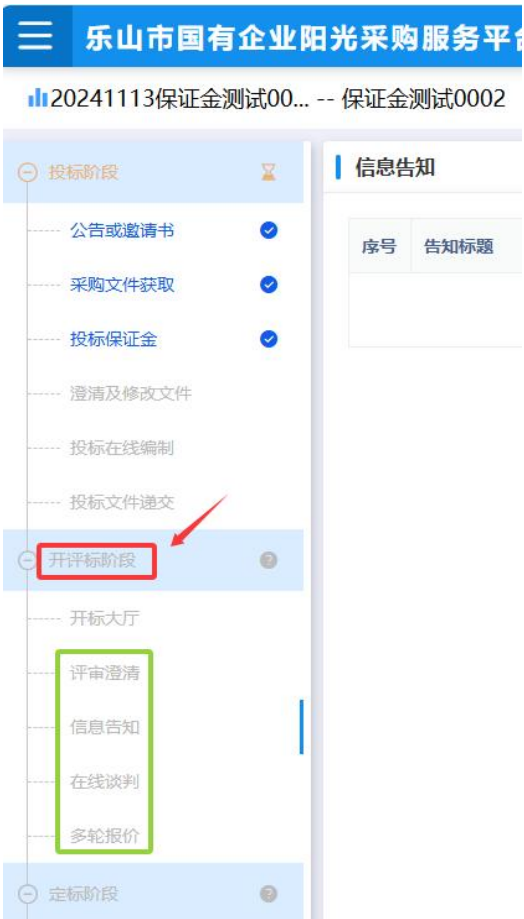 乐山市国有企业阳光采购服务平台
20241113保证金测试00... -- 保证金测试0002
投标阶段
信息告知
公告或邀请书
序号 告知标题
采购文件获取
投标保证金
澄清及修改文件
投标在线编制
投标文件递交
开评标阶段
开标大厅
评审澄清
信息告知
在线谈判
多轮报价
定标阶段